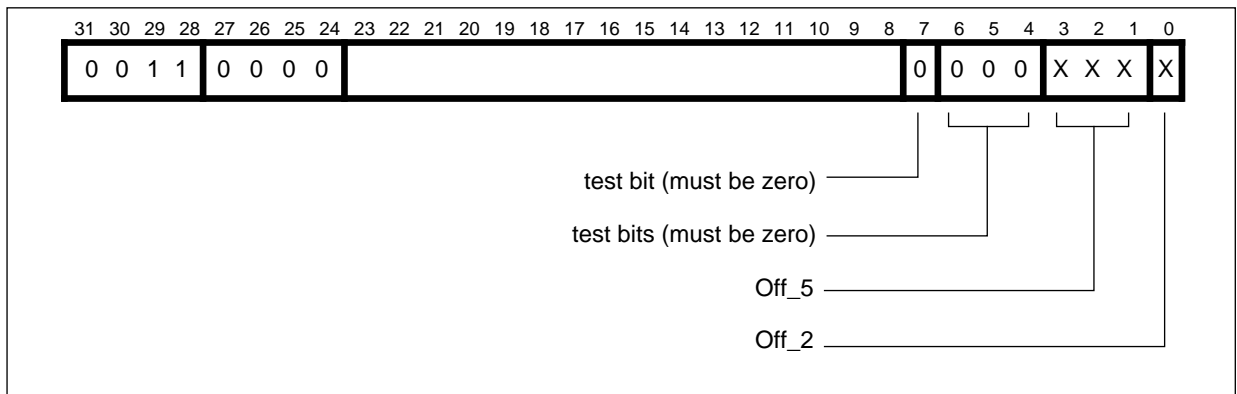 31 30 29 28 27 26 25 24 23 22 21 20 19 18 17 16 15 14 13 12 11 10 9 8 7 6 5 4 3 2 1 0
0 0 1 1 0 0 0 0 0 0 0 0 X X X X
test bit (must be zero)
test bits (must be zero)
Off_5
Off_2